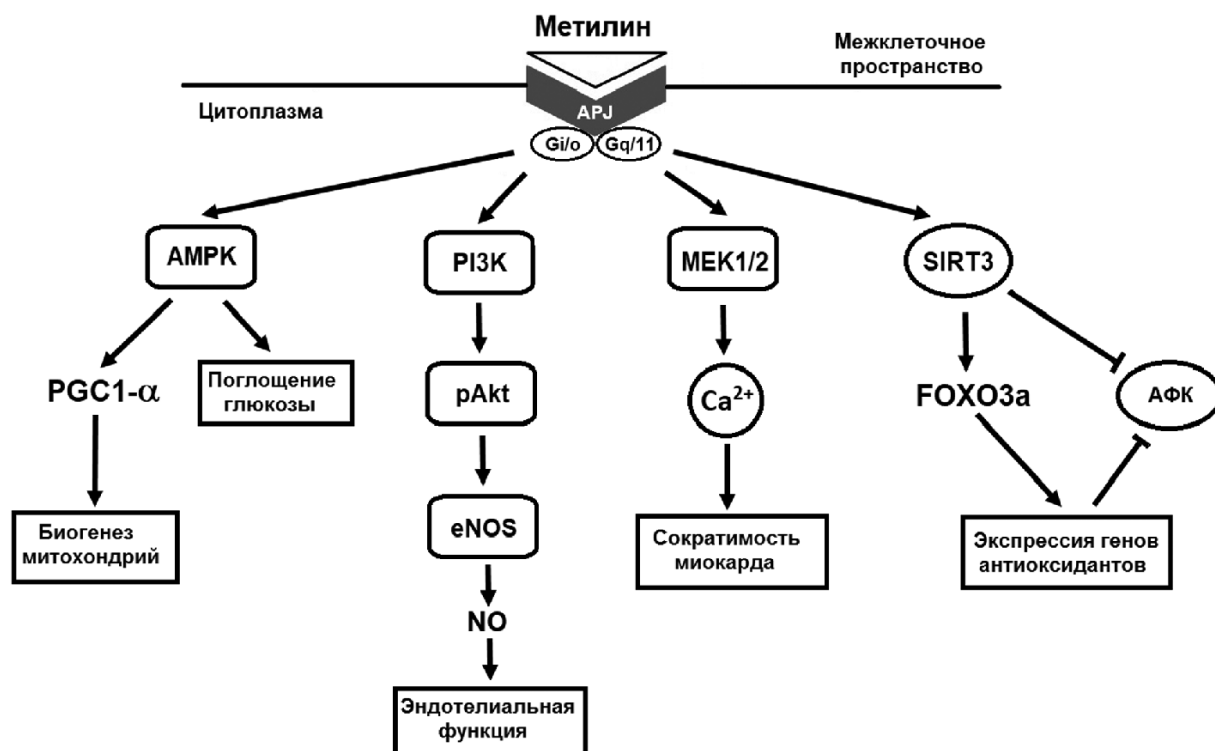 Метилин
Межклеточное
пространство
Цитоплазма
APJ
Gi/o
Gq/11
AMPK
PI3K
MEK1/2
SIRT3
PGC1-α
Поглощение
глюкозы
pAkt
Ca²⁺
FOXO3a
АФК
Биогенез
митохондрий
eNOS
Сократимость
миокарда
Экспрессия генов
антиоксидантов
NO
Эндотелиальная
функция